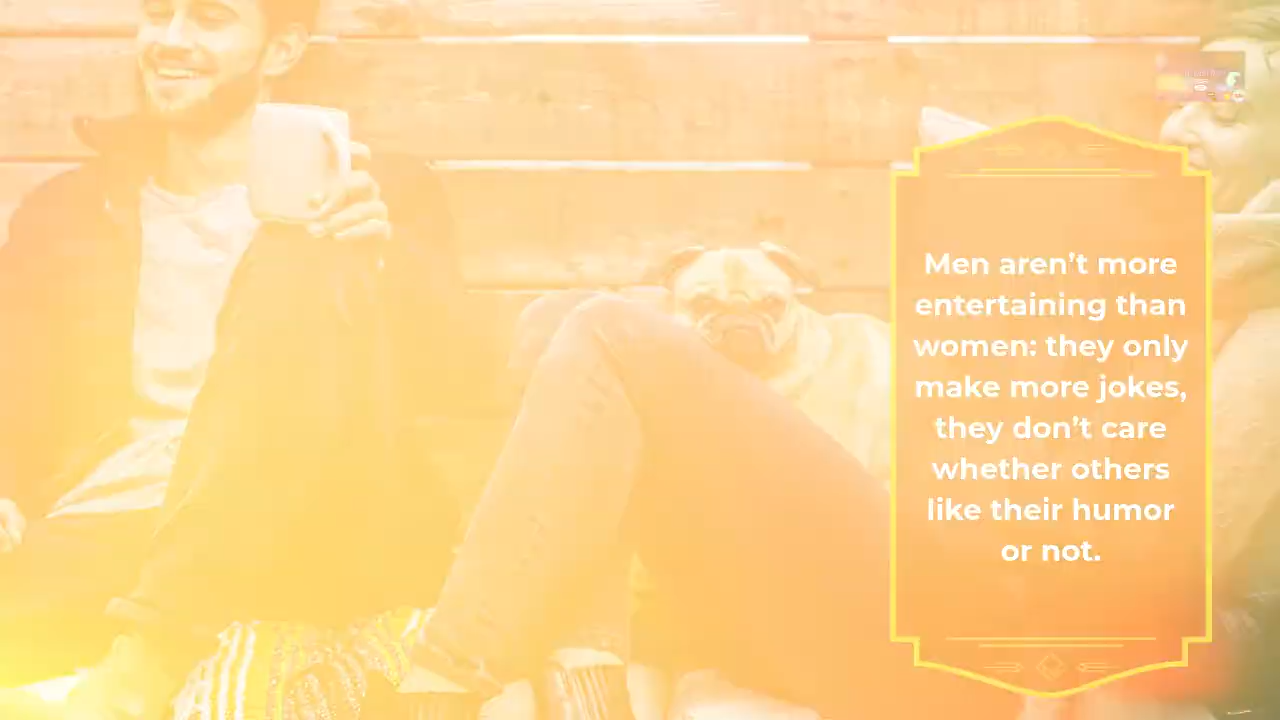 Men aren’t more
entertaining than
women: they only
make more jokes,
they don’t care
whether others
like their humor
or not.